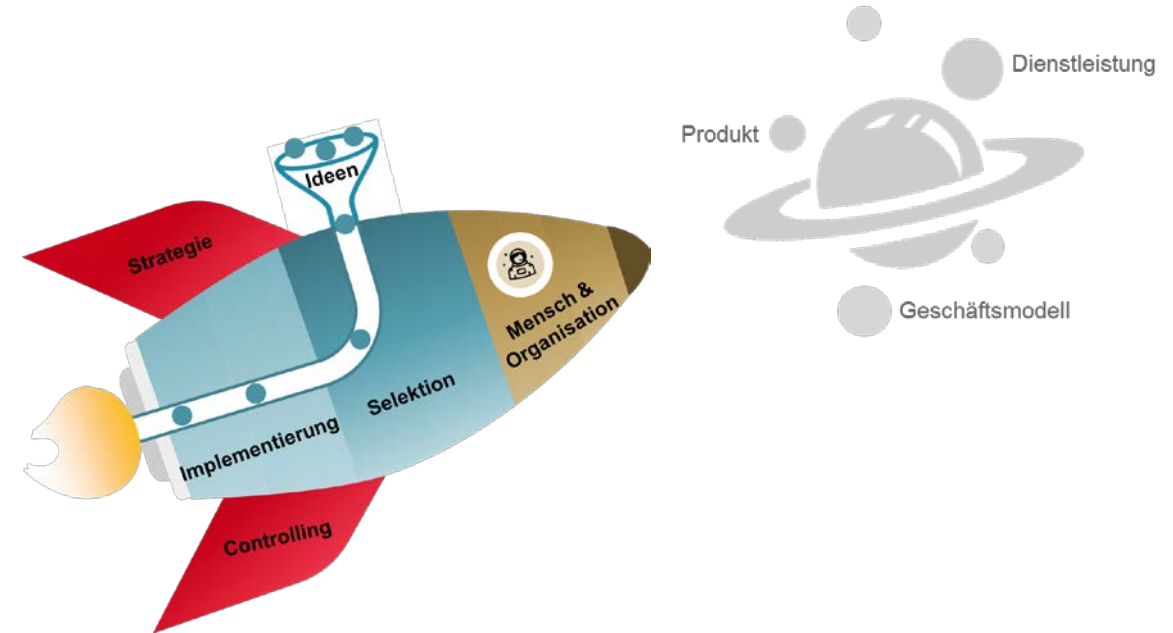 Dienstleistung
Produkt
Geschäftsmodell
Ideen
Strategie
Mensch &
Organisation
Selektion
Implementierung
Controlling